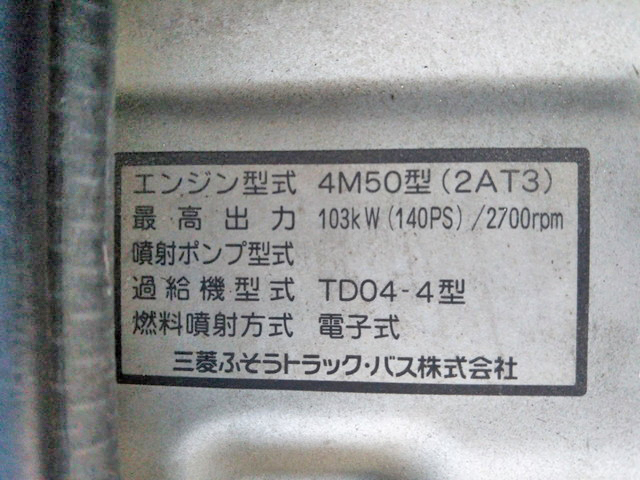 エンジン型式 4M50型(2AT3)
最高出力 103kW(140PS)/2700rpm
噴射ポンプ型式
過給機型式 TD04-4型
燃料噴射方式 電子式
三菱ふそうトラック・バス株式会社